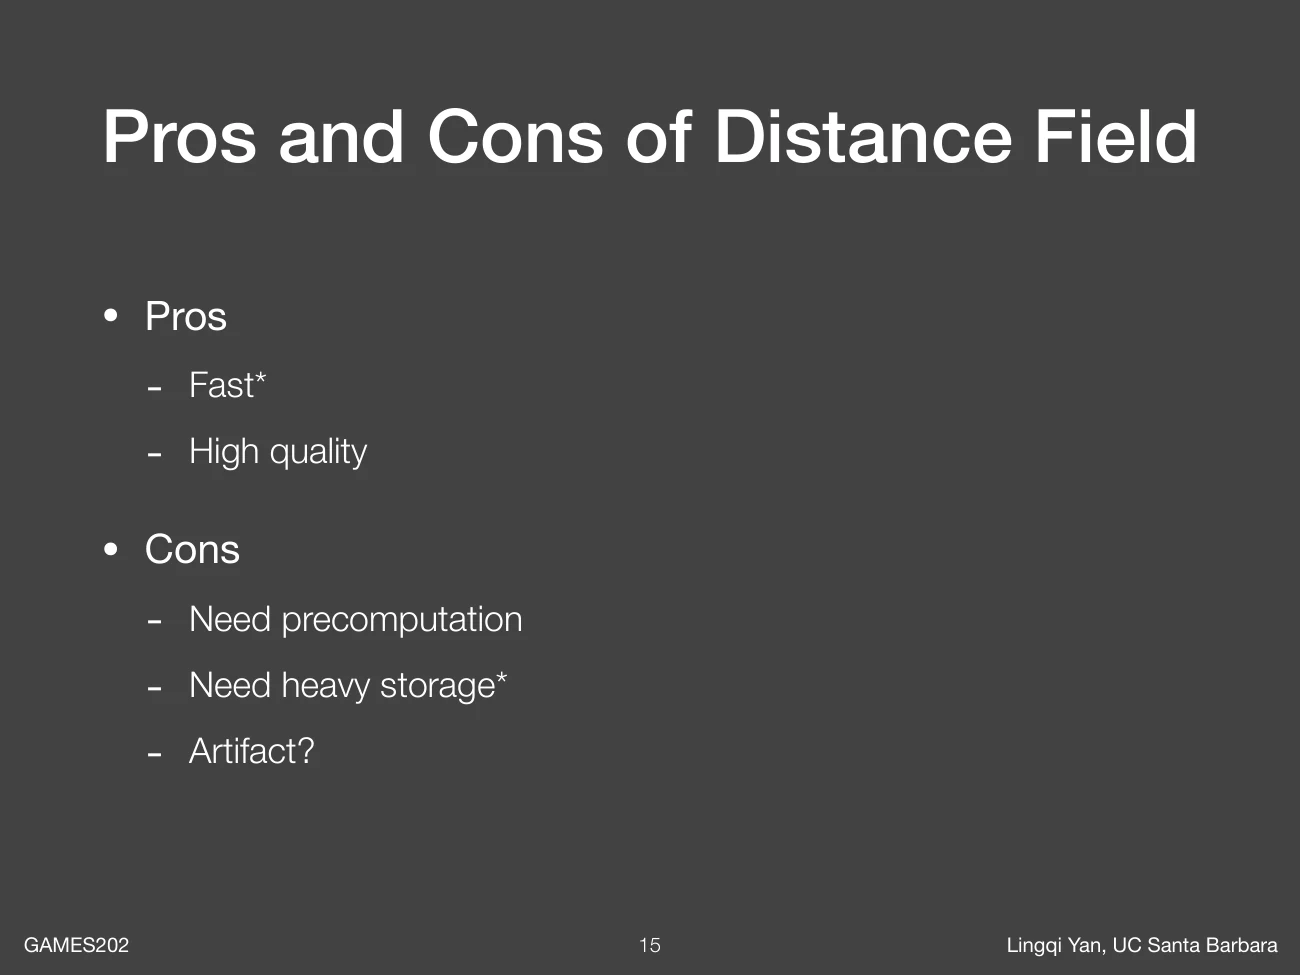 Pros and Cons of Distance Field
• Pros
- Fast*
- High quality
• Cons
- Need precomputation
- Need heavy storage*
- Artifact?
GAMES202
15
Lingqi Yan, UC Santa Barbara